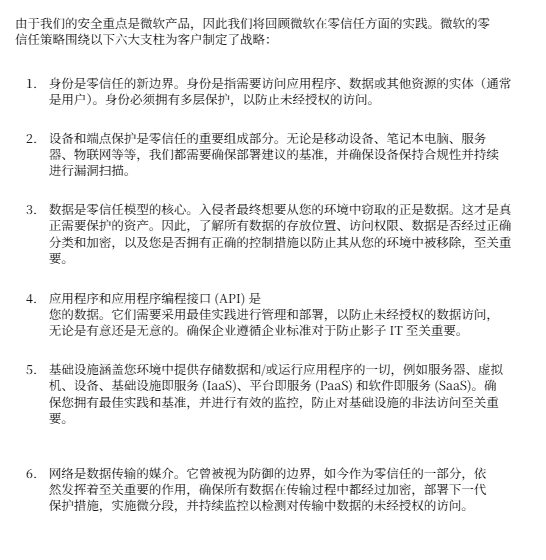 由于我们的安全重点是微软产品，因此我们将回顾微软在零信任方面的实践。微软的零
信任策略围绕以下六大支柱为客户制定了战略：
1. 身份是零信任的新边界。身份是指需要访问应用程序、数据或其他资源的实体（通常
是用户）。身份必须拥有多层保护，以防止未经授权的访问。
2. 设备和端点保护是零信任的重要组成部分。无论是移动设备、笔记本电脑、服务
器、物联网等等，我们都需要确保部署建议的基准，并确保设备保持合规性并持续
进行漏洞扫描。
3. 数据是零信任模型的核心。入侵者最终想要从您的环境中窃取的正是数据。这才是真
正需要保护的资产。因此，了解所有数据的存放位置、访问权限、数据是否经过正确
分类和加密，以及您是否拥有正确的控制措施以防止其从您的环境中被移除，至关重
要。
4. 应用程序和应用程序编程接口 (API) 是
您的数据。它们需要采用最佳实践进行管理和部署，以防止未经授权的数据访问，
无论是有意还是无意的。确保企业遵循企业标准对于防止影子 IT 至关重要。
5. 基础设施涵盖您环境中提供存储数据和/或运行应用程序的一切，例如服务器、虚拟
机、设备、基础设施即服务 (IaaS)、平台即服务 (PaaS) 和软件即服务 (SaaS)。确
保您拥有最佳实践和基准，并进行有效的监控，防止对基础设施的非法访问至关重
要。
6. 网络是数据传输的媒介。它曾被视为防御的边界，如今作为零信任的一部分，依
然发挥着至关重要的作用，确保所有数据在传输过程中都经过加密，部署下一代
保护措施，实施微分段，并持续监控以检测对传输中数据的未经授权的访问。